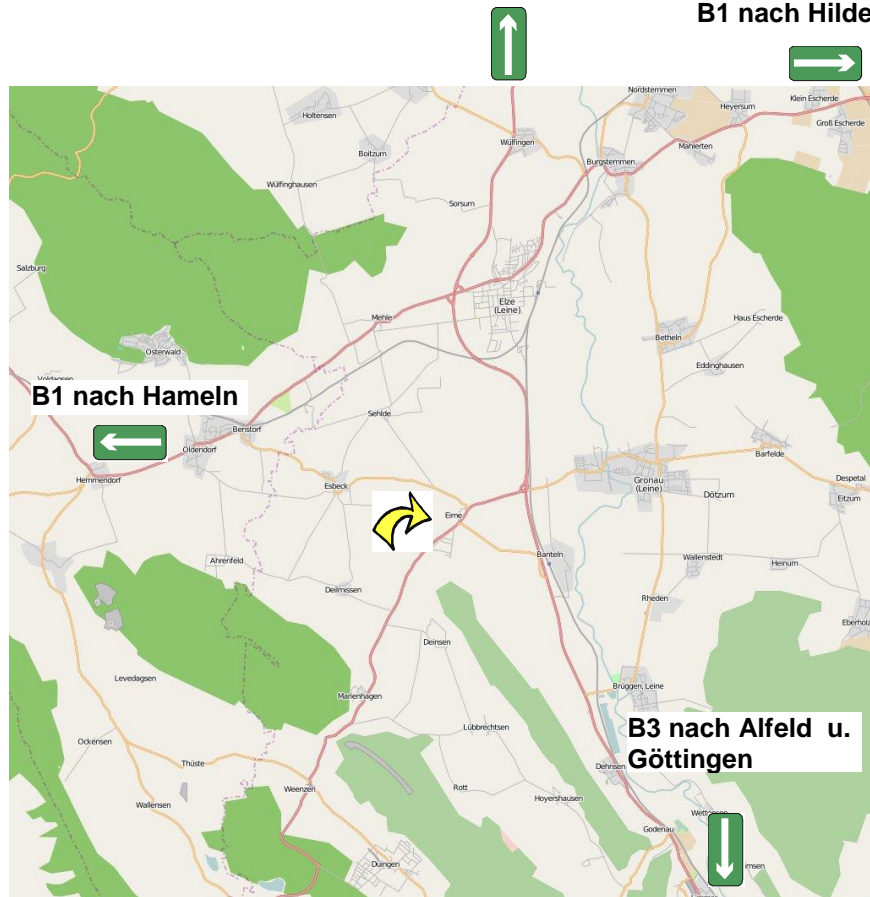 B1 nach Hilde
Nordstemmen
Klein Escherde
Heyersum
Groß Escherde
Holtensen
Wülfingen
Mahlerten
Boitzum
Burgstemmen
Wülfinghausen
Sorsum
Salzburg
Elze
(Leine)
Mehle
Haus Escherde
Betheln
Osterwald
Eddinghausen
Voldagsen
B1 nach Hameln
Sehlde
Benstorf
Oldendorf
Barfelde
Hemmendorf
Esbeck
Gronau
(Leine)
Despetal
Dötzum
Eitzum
Eime
Banteln
Ahrenfeld
Wallenstedt
Heinum
Deilmissen
Rheden
Eberholz
Deinsen
Levedagsen
Marienhagen
Brüggen, Leine
B3 nach Alfeld u.
Göttingen
Lübbrechtsen
Ockensen
Thüste
Dehnsen
Weenzen
Rott
Hoyershausen
Wallensen
Godenau
Duingen